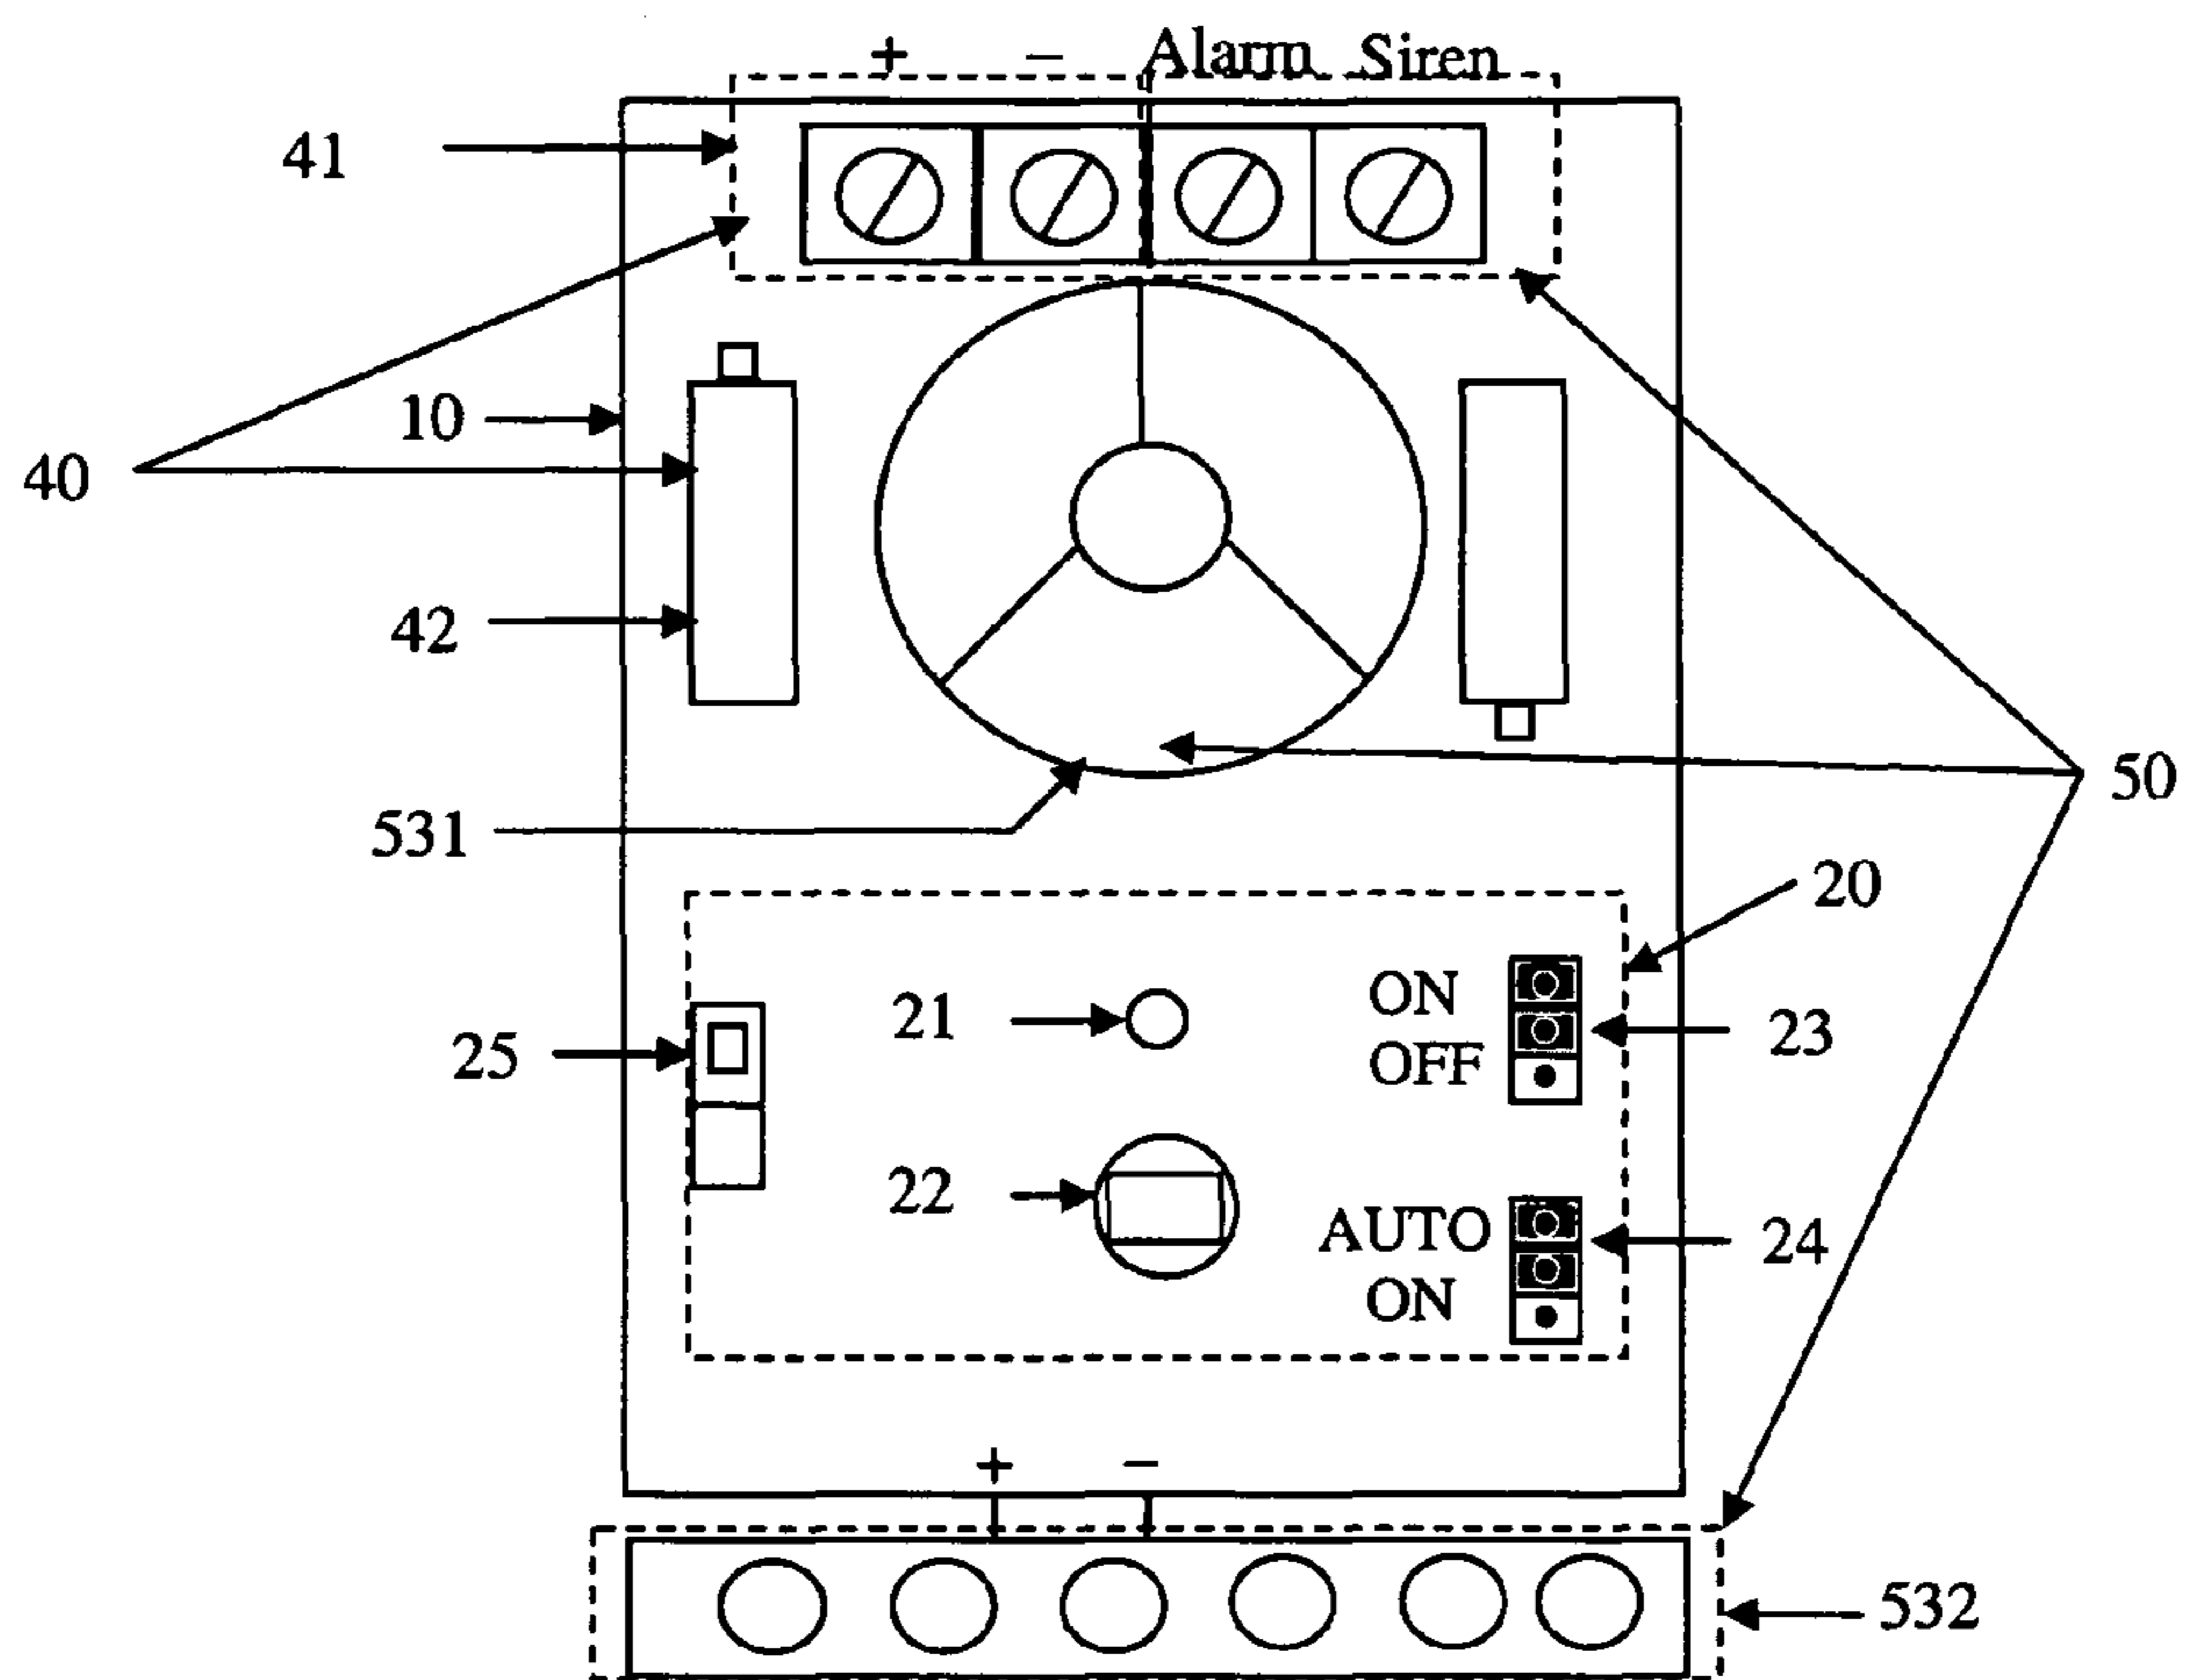 + − Alarm Siren
41
10
40
42
50
531
20
21
ON
23
25
OFF
22
AUTO
24
ON
+ −
532